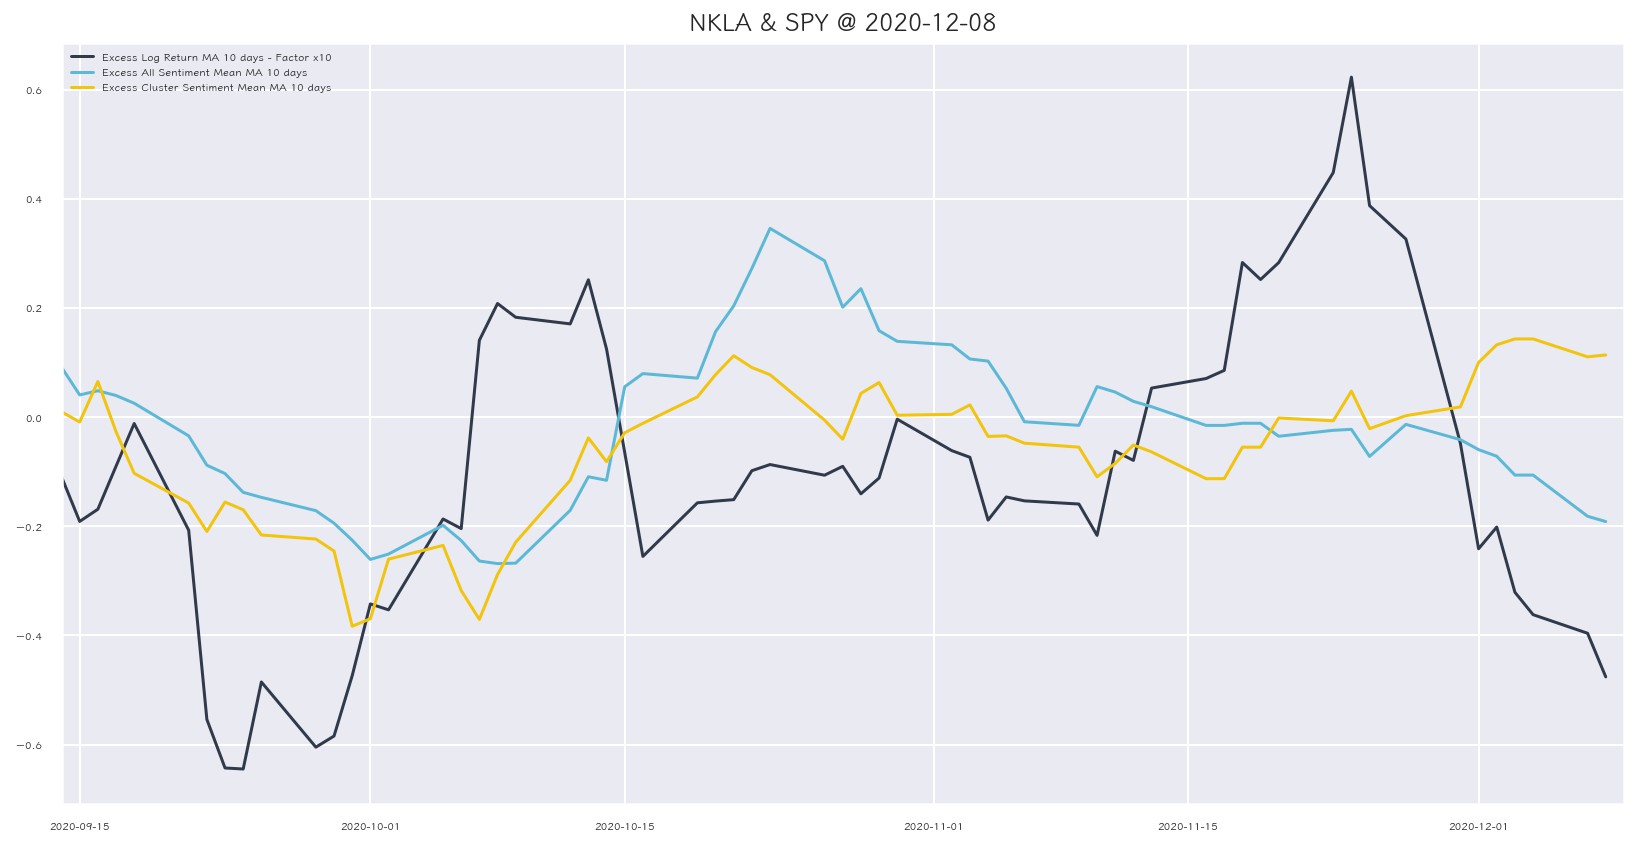 NKLA & SPY @ 2020-12-08
Excess Log Return MA 10 days - Factor x10
Excess All Sentiment Mean MA 10 days
Excess Cluster Sentiment Mean MA 10 days
0.6
0.4
0.2
0.0
−0.2
−0.4
−0.6
2020-09-15 2020-10-01 2020-10-15 2020-11-01 2020-11-15 2020-12-01